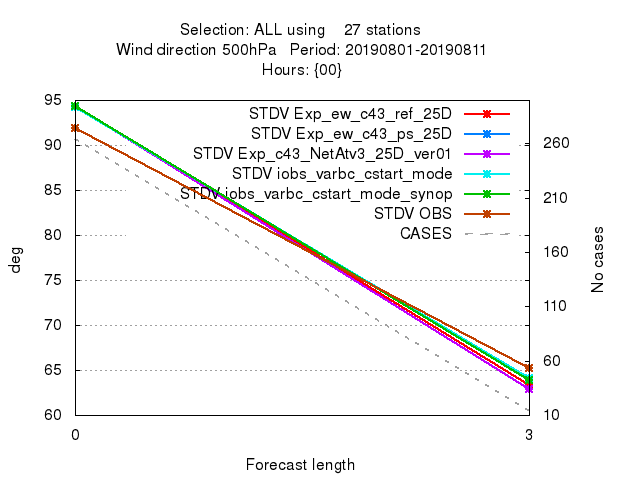 Selection: ALL using    27 stations
Wind direction 500hPa   Period: 20190801-20190811
Hours: {00}
STDV Exp_ew_c43_ref_25D
STDV Exp_ew_c43_ps_25D
STDV Exp_c43_NetAtv3_25D_ver01
STDV iobs_varbc_cstart_mode
STDV iobs_varbc_cstart_mode_synop
STDV OBS
CASES
95
90
85
80
75
70
65
60
deg
260
210
160
110
60
10
No cases
0
3
Forecast length